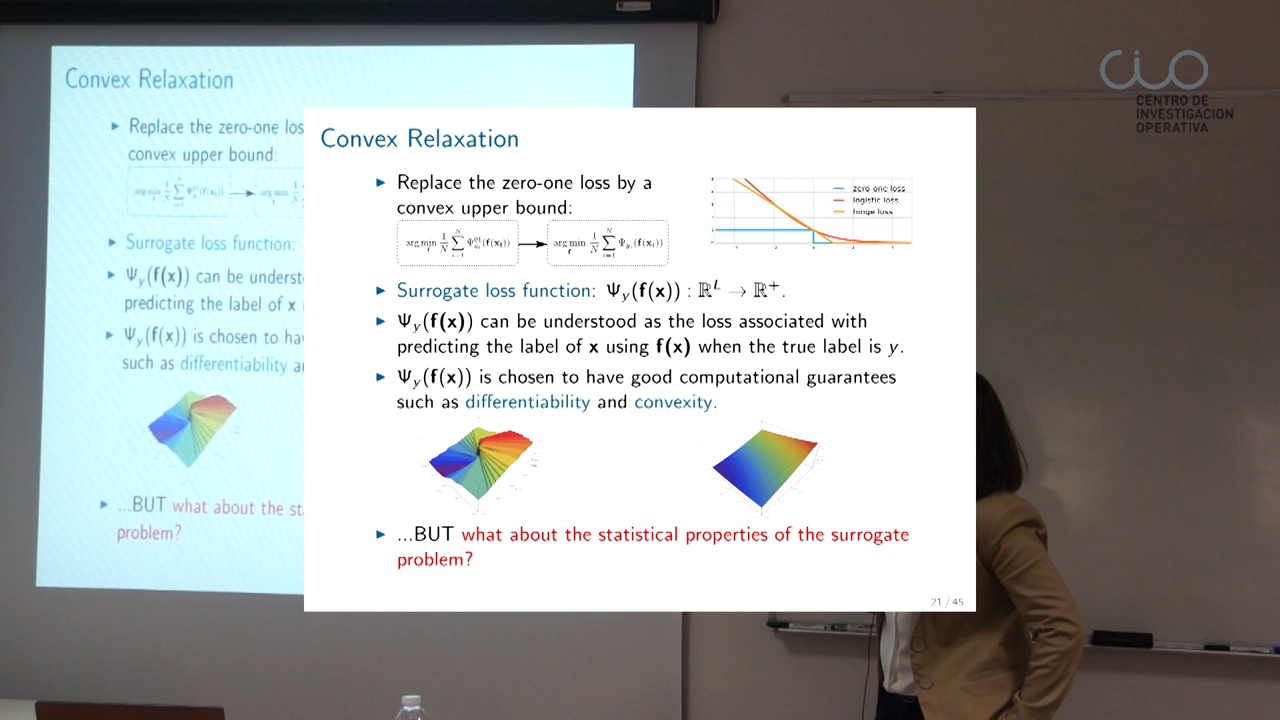 Convex Relaxation
▶ Replace the zero-one los
convex upper bound:
▶ Surrogate loss function:
▶ Ψ_y(f(x)) can be underst
predicting the label of x
▶ Ψ_y(f(x)) is chosen to ha
such as differentiability a
▶ ...BUT what about the st
problem?
Convex Relaxation
▶ Replace the zero-one loss by a
convex upper bound:
zero-one loss
logistic loss
hinge loss
▶ Surrogate loss function: Ψ_y(f(x)) : ℝ^L → ℝ^+.
▶ Ψ_y(f(x)) can be understood as the loss associated with
predicting the label of x using f(x) when the true label is y.
▶ Ψ_y(f(x)) is chosen to have good computational guarantees
such as differentiability and convexity.
▶ ...BUT what about the statistical properties of the surrogate
problem?
21 / 45
cio
CENTRO DE
INVESTIGACION
OPERATIVA